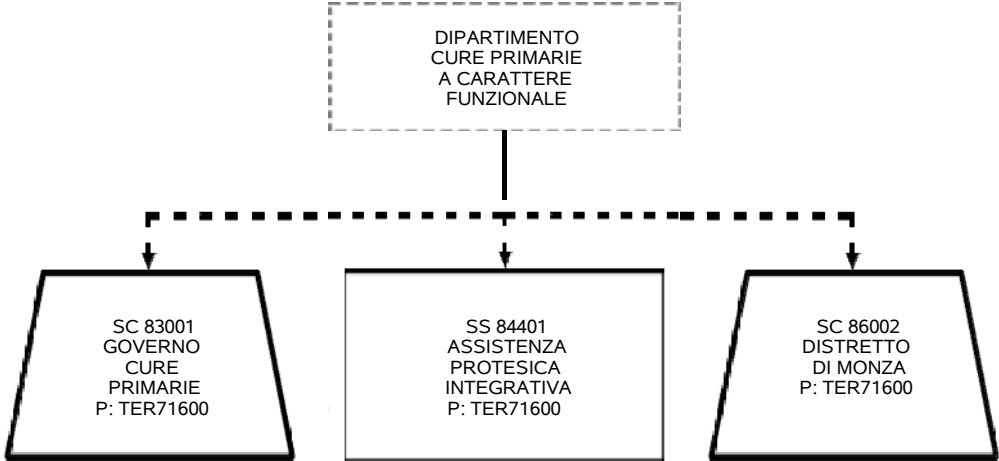 DIPARTIMENTO
CURE PRIMARIE
A CARATTERE
FUNZIONALE
SC 83001
GOVERNO
CURE
PRIMARIE
P: TER71600
SS 84401
ASSISTENZA
PROTESICA
INTEGRATIVA
P: TER71600
SC 86002
DISTRETTO
DI MONZA
P: TER71600